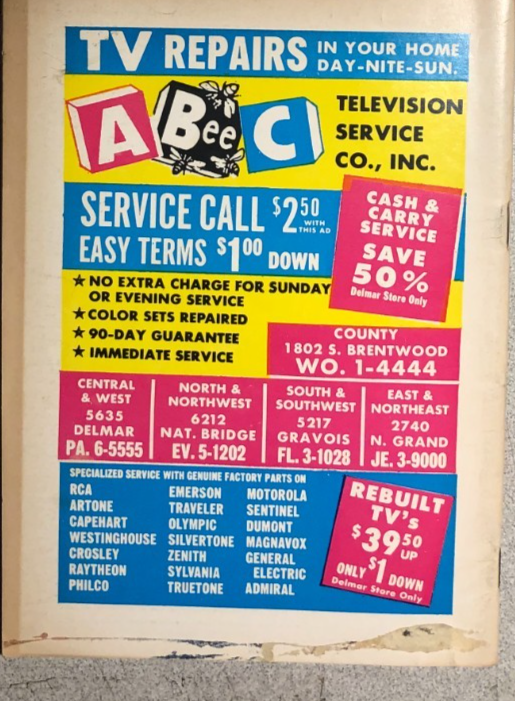 TV REPAIRS IN YOUR HOME
DAY-NITE-SUN.
A Bee C
TELEVISION
SERVICE
CO., INC.
SERVICE CALL $2.50 WITH THIS AD
EASY TERMS $1.00 DOWN
CASH &
CARRY
SERVICE
SAVE
50%
Delmar Store Only
★ NO EXTRA CHARGE FOR SUNDAY
OR EVENING SERVICE
★ COLOR SETS REPAIRED
★ 90-DAY GUARANTEE
★ IMMEDIATE SERVICE
COUNTY
1802 S. BRENTWOOD
WO. 1-4444
CENTRAL
& WEST
5635
DELMAR
PA. 6-5555
NORTH &
NORTHWEST
6212
NAT. BRIDGE
EV. 5-1202
SOUTH &
SOUTHWEST
5217
GRAVOIS
FL. 3-1028
EAST &
NORTHEAST
2740
N. GRAND
JE. 3-9000
SPECIALIZED SERVICE WITH GENUINE FACTORY PARTS ON
RCA
ARTONE
CAPEHART
WESTINGHOUSE
CROSLEY
RAYTHEON
PHILCO
EMERSON
TRAVELER
OLYMPIC
SILVERTONE
ZENITH
SYLVANIA
TRUETONE
MOTOROLA
SENTINEL
DUMONT
MAGNAVOX
GENERAL
ELECTRIC
ADMIRAL
REBUILT
TV's
$39.50 UP
ONLY $1 DOWN
Delmar Store Only